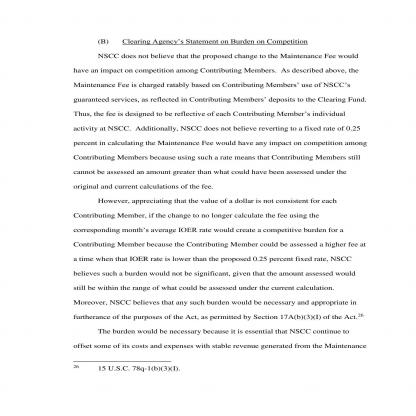 (B) Clearing Agency's Statement on Burden on Competition
NSCC does not believe that the proposed change to the Maintenance Fee would
have an impact on competition among Contributing Members. As described above, the
Maintenance Fee is charged ratably based on Contributing Members' use of NSCC's
guaranteed services, as reflected in Contributing Members' deposits to the Clearing Fund.
Thus, the fee is designed to be reflective of each Contributing Member's individual
activity at NSCC. Additionally, NSCC does not believe reverting to a fixed rate of 0.25
percent in calculating the Maintenance Fee would have any impact on competition among
Contributing Members because using such a rate means that Contributing Members still
cannot be assessed an amount greater than what could have been assessed under the
original and current calculations of the fee.
However, appreciating that the value of a dollar is not consistent for each
Contributing Member, if the change to no longer calculate the fee using the
corresponding month's average IOER rate would create a competitive burden for a
Contributing Member because the Contributing Member could be assessed a higher fee at
a time when that IOER rate is lower than the proposed 0.25 percent fixed rate, NSCC
believes such a burden would not be significant, given that the amount assessed would
still be within the range of what could be assessed under the current calculation.
Moreover, NSCC believes that any such burden would be necessary and appropriate in
furtherance of the purposes of the Act, as permitted by Section 17A(b)(3)(I) of the Act.26
The burden would be necessary because it is essential that NSCC continue to
offset some of its costs and expenses with stable revenue generated from the Maintenance
26 15 U.S.C. 78q-1(b)(3)(I).